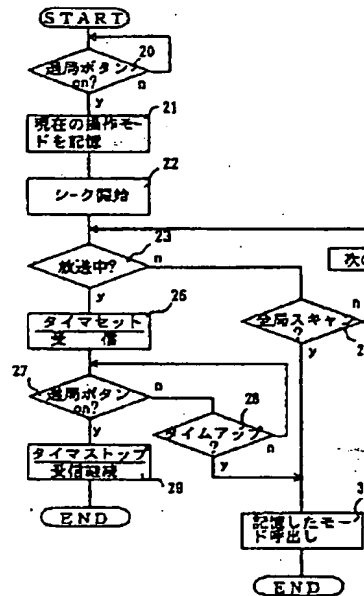 START
20
選局ボタン
on?
n
y
21
現在の操作モー
ドを記憶
22
シーク開始
23
放送中?
n
y
次の
26
タイマセット
受 信
全局スキャン
?
n
2
y
27
選局ボタン
on?
n
y
28
タイムアップ
?
n
y
タイマストップ
受信継続
29
END
3
記憶したモー
ド呼出し
END